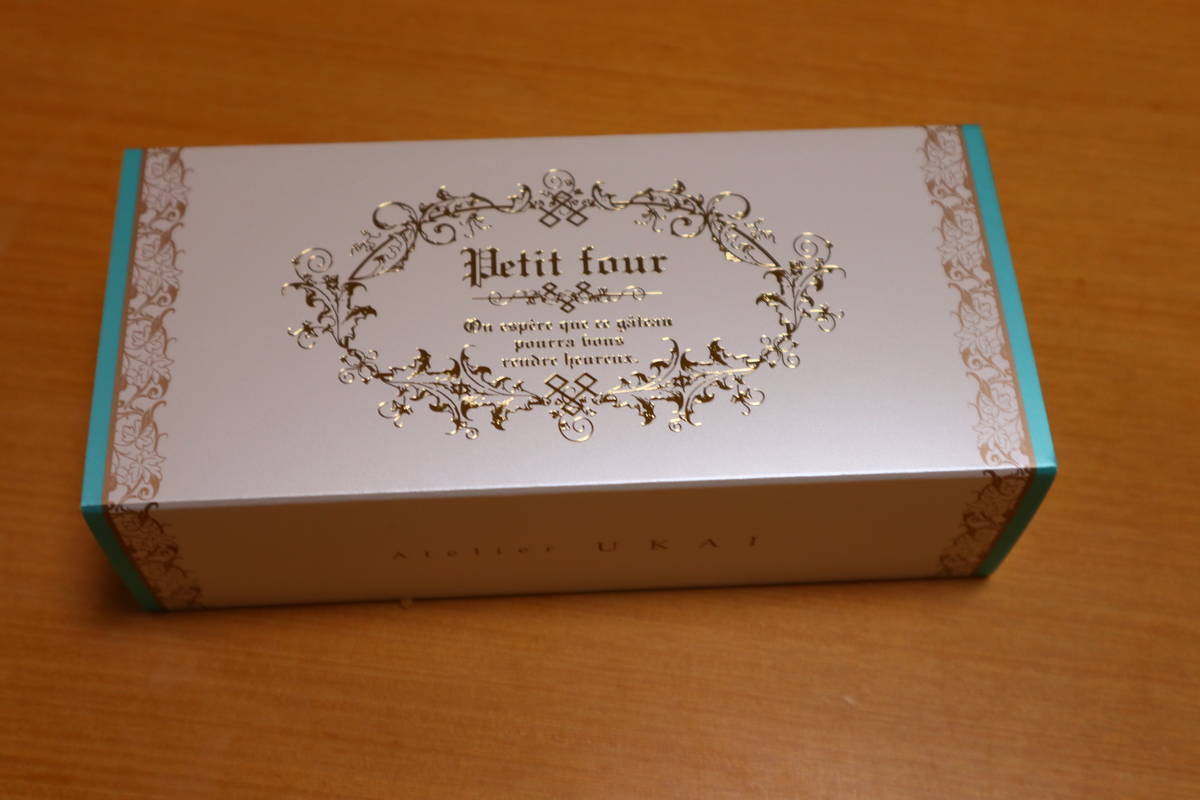 Petit four
On espère que ce gâteau
pourra vous
rendre heureux.
Atelier UKAI